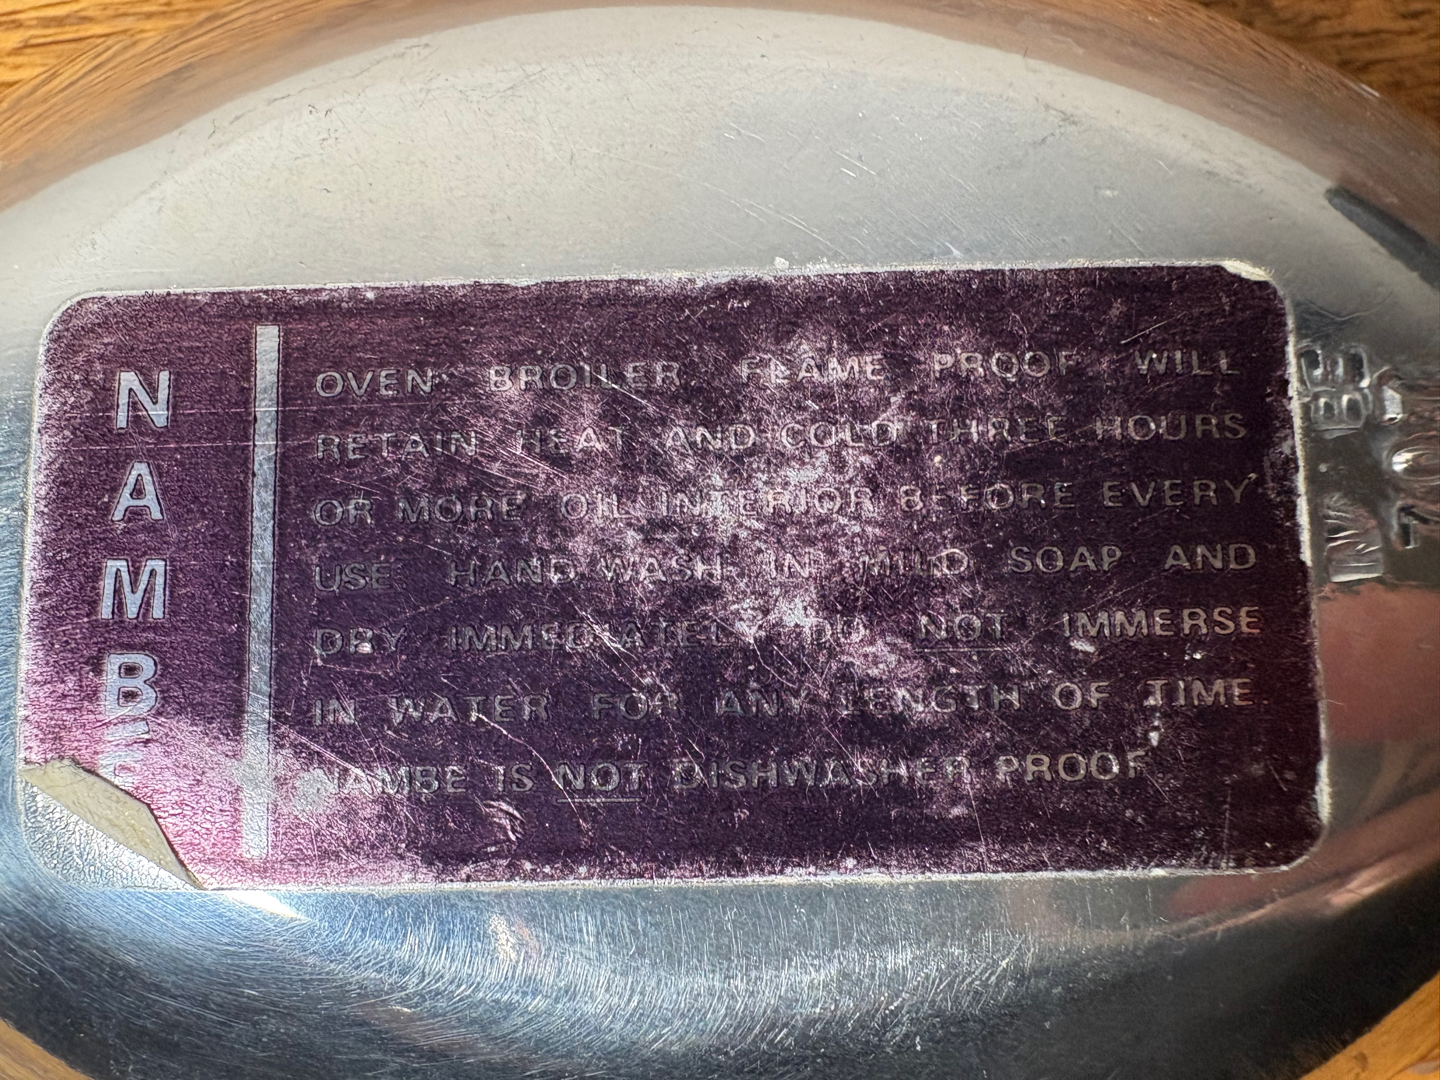 NAMBE
OVEN BROILER FLAME PROOF WILL
RETAIN HEAT AND COLD THREE HOURS
OR MORE OIL INTERIOR BEFORE EVERY
USE HAND WASH IN MILD SOAP AND
DRY IMMEDIATELY DO NOT IMMERSE
IN WATER FOR ANY LENGTH OF TIME
NAMBE IS NOT DISHWASHER PROOF